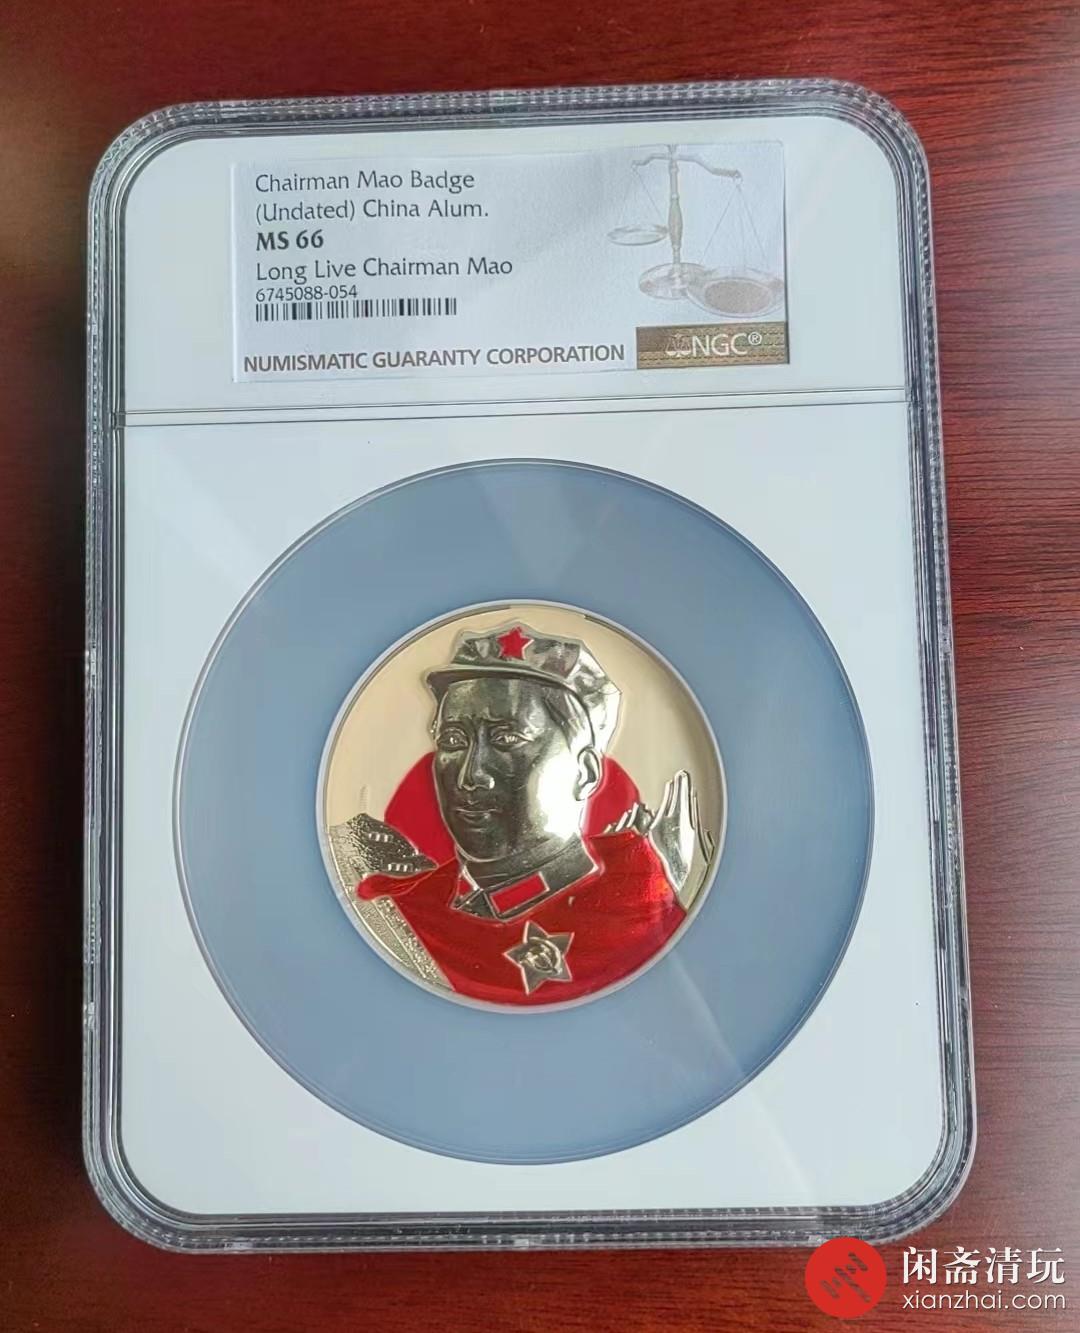 Chairman Mao Badge
(Undated) China Alum.
MS 66
Long Live Chairman Mao
6745088-054
NUMISMATIC GUARANTY CORPORATION
NGC®
闲斋清玩
xianzhai.com